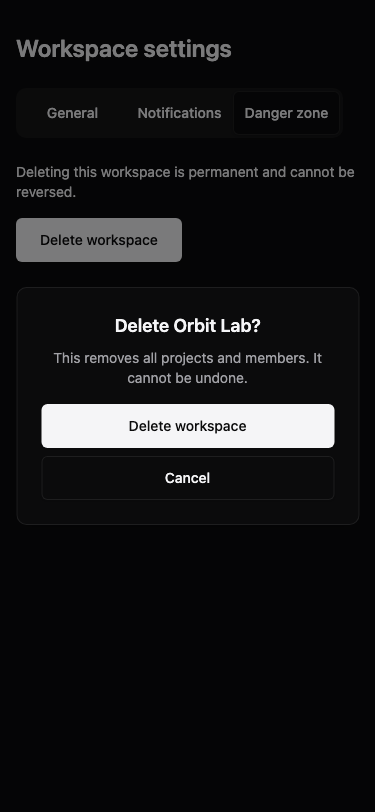 Workspace settings
General
Notifications
Danger zone
Deleting this workspace is permanent and cannot be
reversed.
Delete workspace
Delete Orbit Lab?
This removes all projects and members. It
cannot be undone.
Delete workspace
Cancel